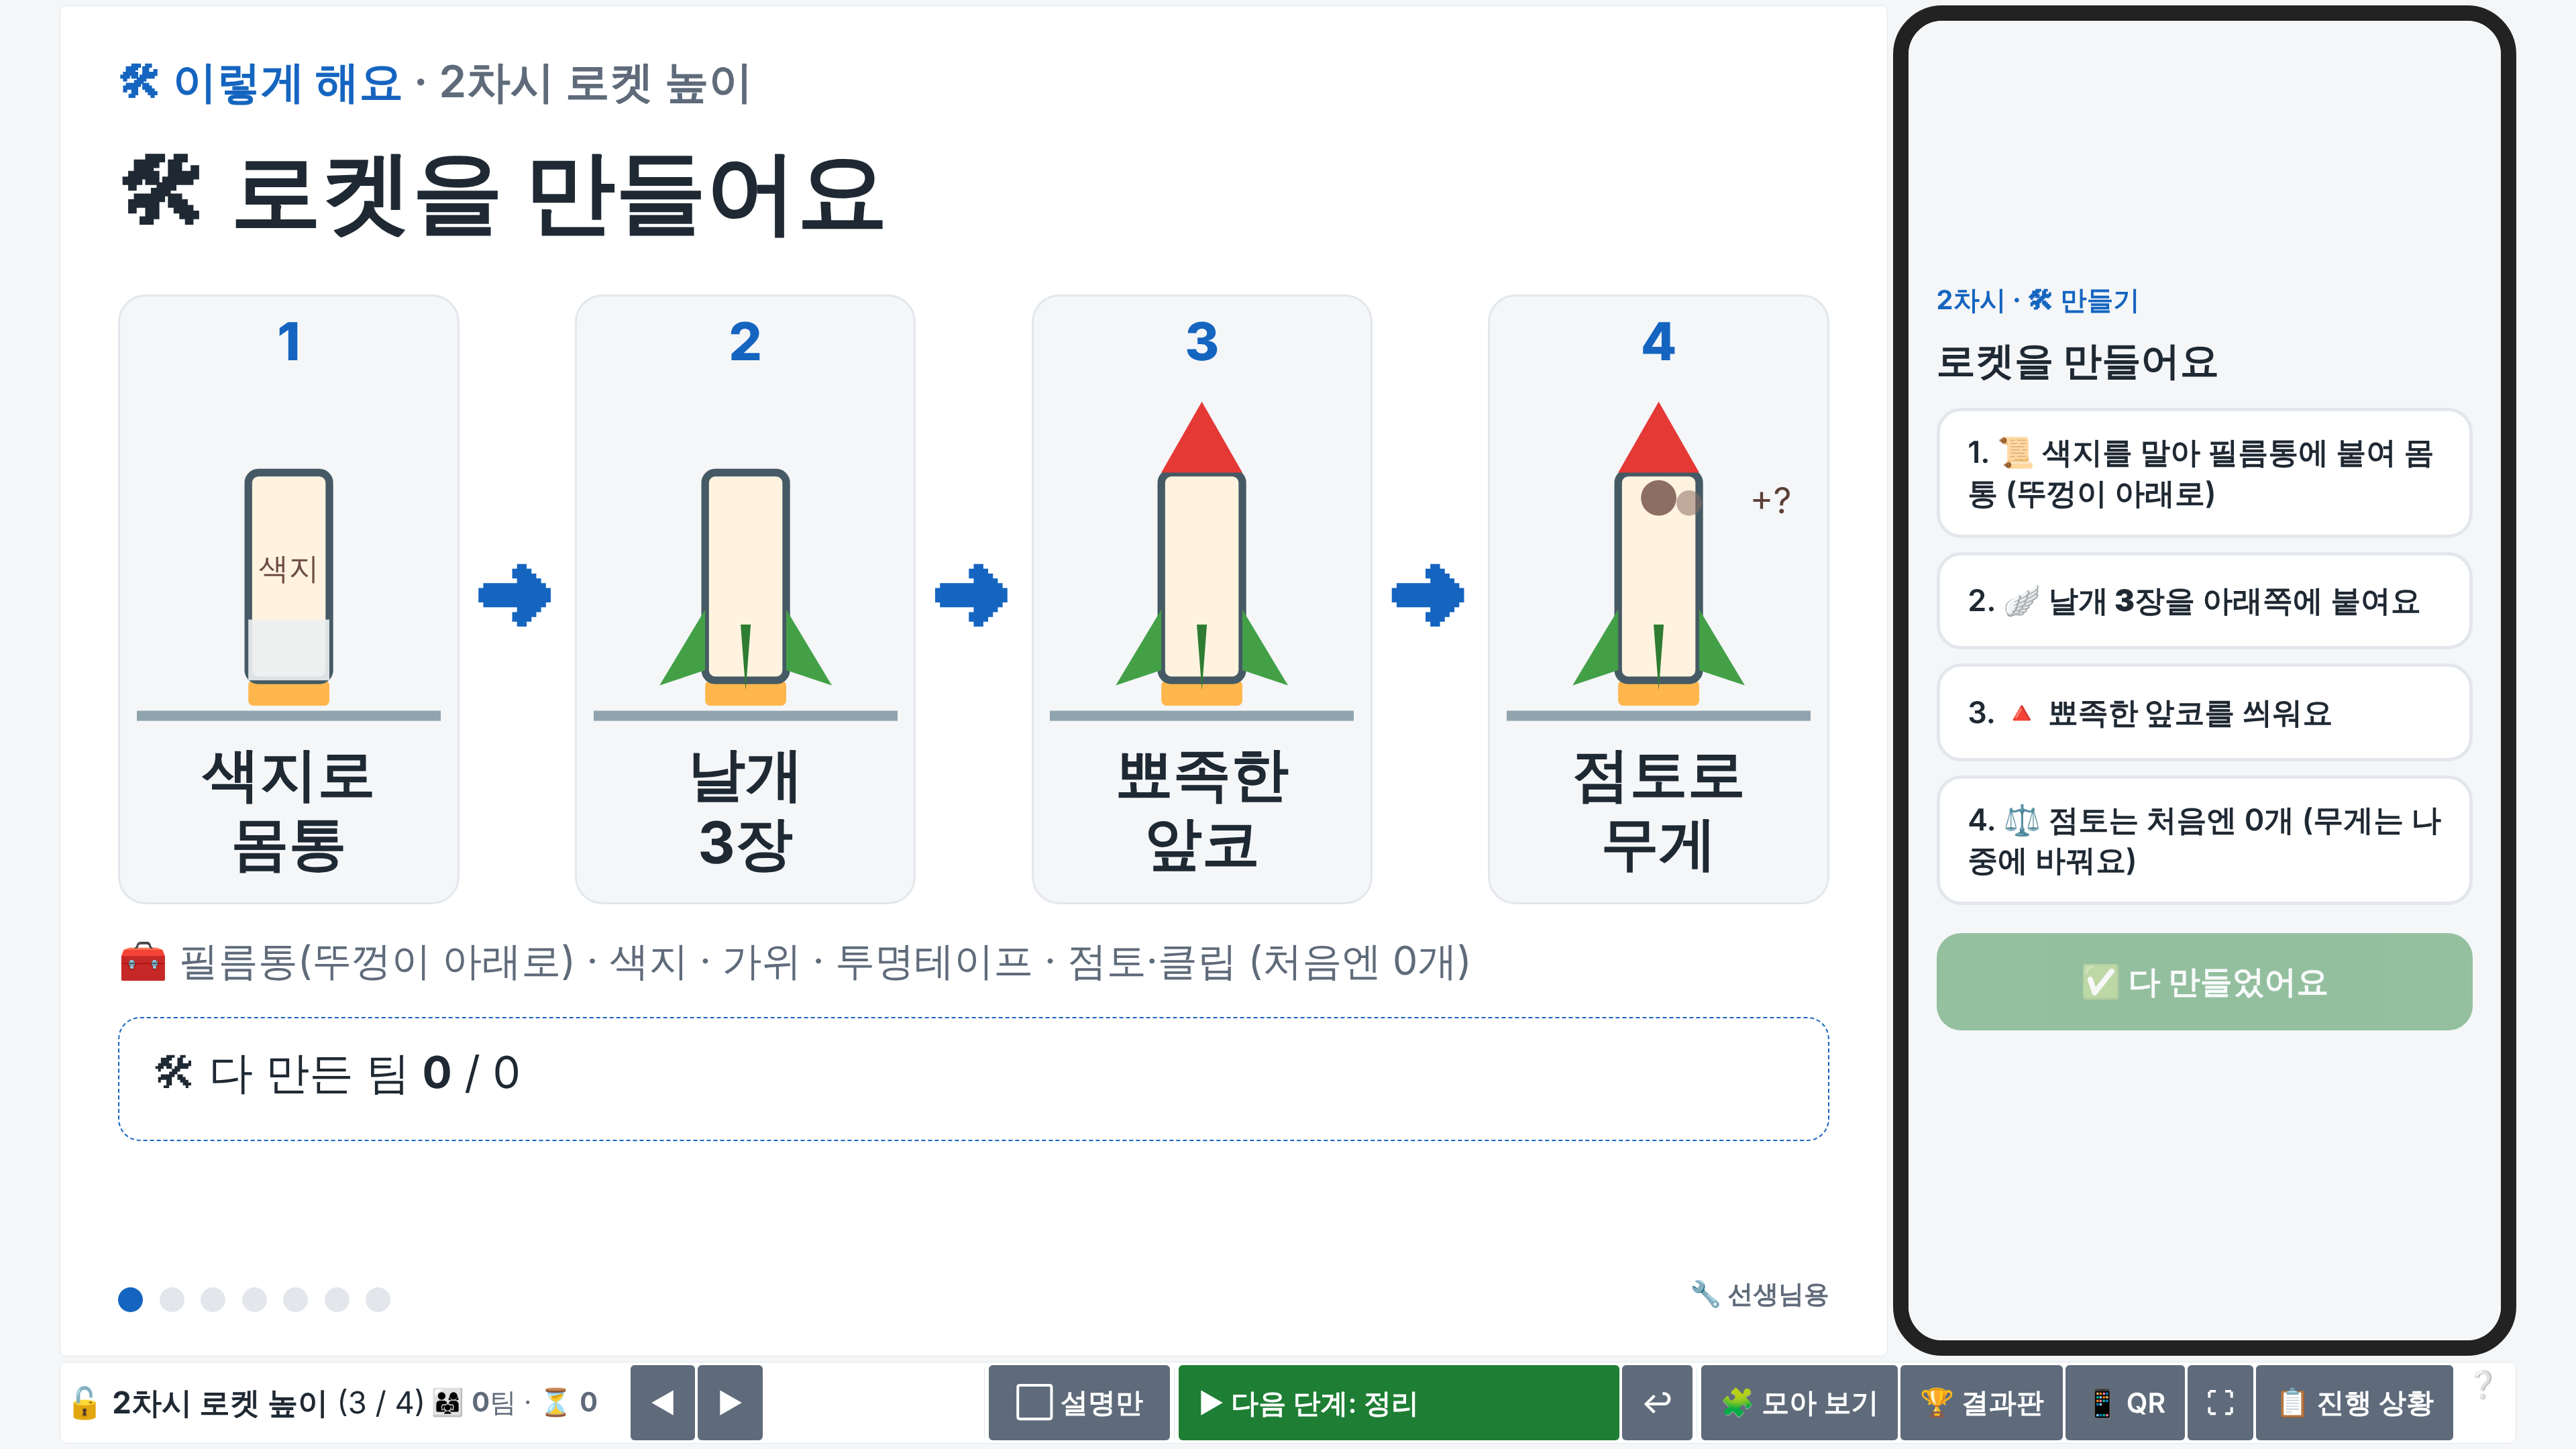 🛠 이렇게 해요 · 2차시 로켓 높이
🛠 로켓을 만들어요
1
색지
색지로
몸통
➜
2
날개
3장
➜
3
뾰족한
앞코
➜
4
+?
점토로
무게
🧰 필름통(뚜껑이 아래로) · 색지 · 가위 · 투명테이프 · 점토·클립 (처음엔 0개)
🛠 다 만든 팀 0 / 0
🔧 선생님용
2차시 · 🛠 만들기
로켓을 만들어요
1. 📜 색지를 말아 필름통에 붙여 몸
통 (뚜껑이 아래로)
2. 🪽 날개 3장을 아래쪽에 붙여요
3. 🔺 뾰족한 앞코를 씌워요
4. ⚖️ 점토는 처음엔 0개 (무게는 나
중에 바꿔요)
✅ 다 만들었어요
🔓 2차시 로켓 높이 (3 / 4) 👨‍👩‍👧‍👦 0팀 · ⏳ 0
◀ ▶
설명만
▶ 다음 단계: 정리
↩
🧩 모아 보기
🏆 결과판
📱 QR
⛶
📋 진행 상황
❔